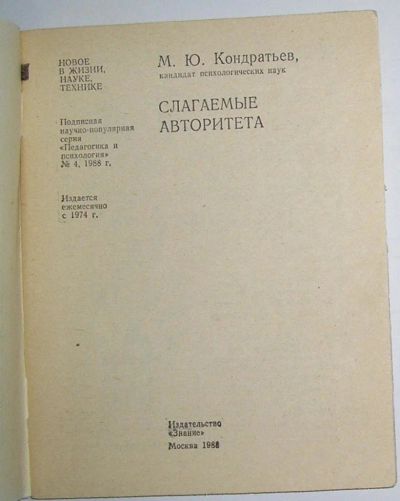 НОВОЕ
В ЖИЗНИ,
НАУКЕ,
ТЕХНИКЕ
Подписная
научно-популярная
серия
«Педагогика и
психология»
№ 4, 1988 г.
Издается
ежемесячно
с 1974 г.
М. Ю. Кондратьев,
кандидат психологических наук
СЛАГАЕМЫЕ
АВТОРИТЕТА
Издательство
«Знание»
Москва 1988